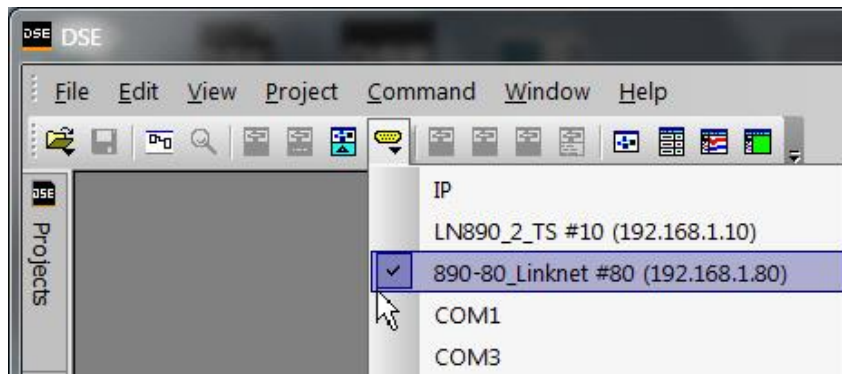 DSE DSE
File Edit View Project Command Window Help
DSE
Projects
IP
LN890_2_TS #10 (192.168.1.10)
890-80_Linknet #80 (192.168.1.80)
COM1
COM3